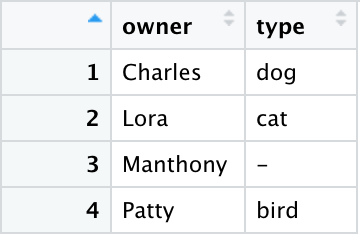 owner type
1 Charles dog
2 Lora cat
3 Manthony -
4 Patty bird